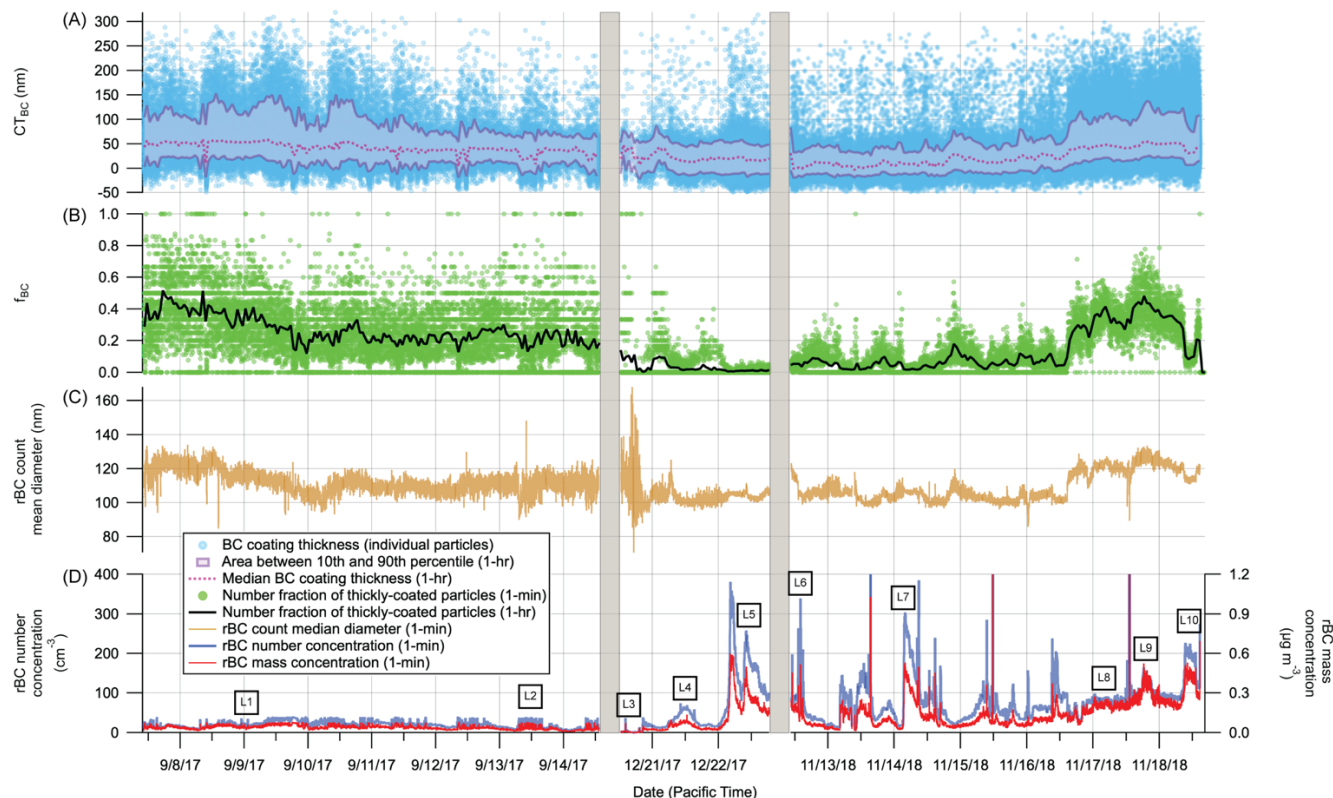 (A)
300
250
200
150
100
50
0
-50
CT_BC (nm)
(B)
1.0
0.8
0.6
0.4
0.2
0.0
f_BC
(C)
160
140
120
100
80
rBC count
mean diameter (nm)
BC coating thickness (individual particles)
Area between 10th and 90th percentile (1-hr)
Median BC coating thickness (1-hr)
Number fraction of thickly-coated particles (1-min)
Number fraction of thickly-coated particles (1-hr)
rBC count median diameter (1-min)
rBC number concentration (1-min)
rBC mass concentration (1-min)
(D)
400
300
200
100
0
rBC number
concentration
(cm⁻³)
L1
L2
L3
L4
L5
L6
L7
L8
L9
L10
1.2
0.9
0.6
0.3
0.0
rBC mass
concentration
(µg m⁻³)
9/8/17 9/9/17 9/10/17 9/11/17 9/12/17 9/13/17 9/14/17 12/21/17 12/22/17 11/13/18 11/14/18 11/15/18 11/16/18 11/17/18 11/18/18
Date (Pacific Time)